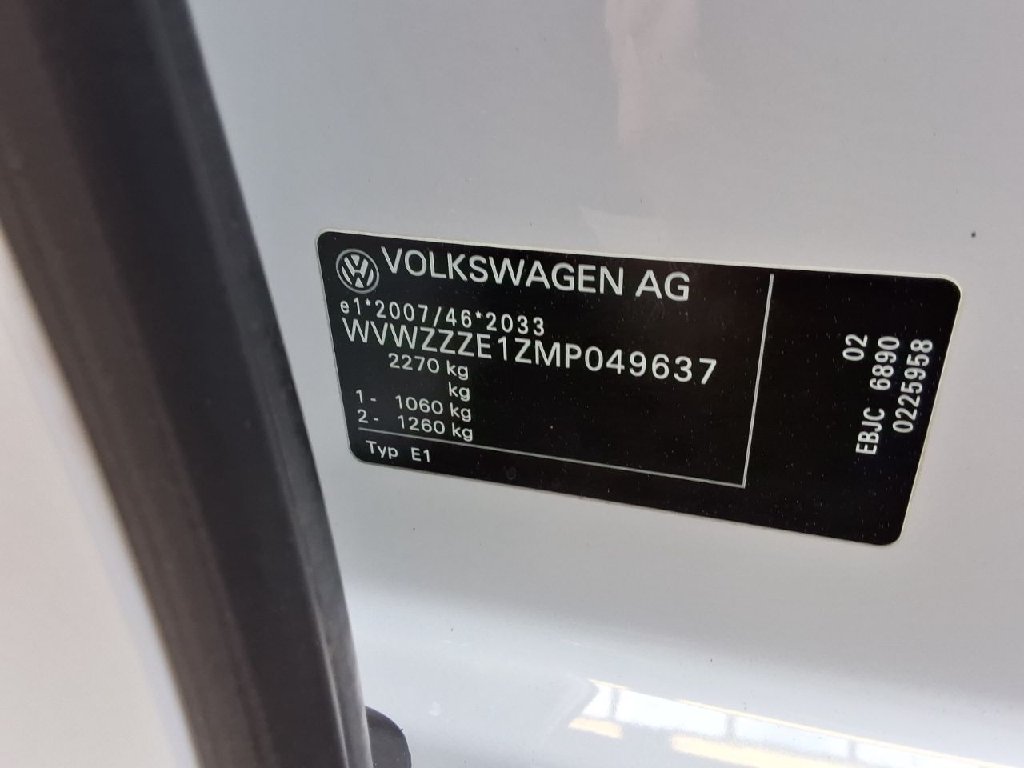 VOLKSWAGEN AG
e1*2007/46*2033
WVWZZZE1ZMP049637
2270 kg
kg
1- 1060 kg
2- 1260 kg
Typ E1
02
EBJC 6890
0225958